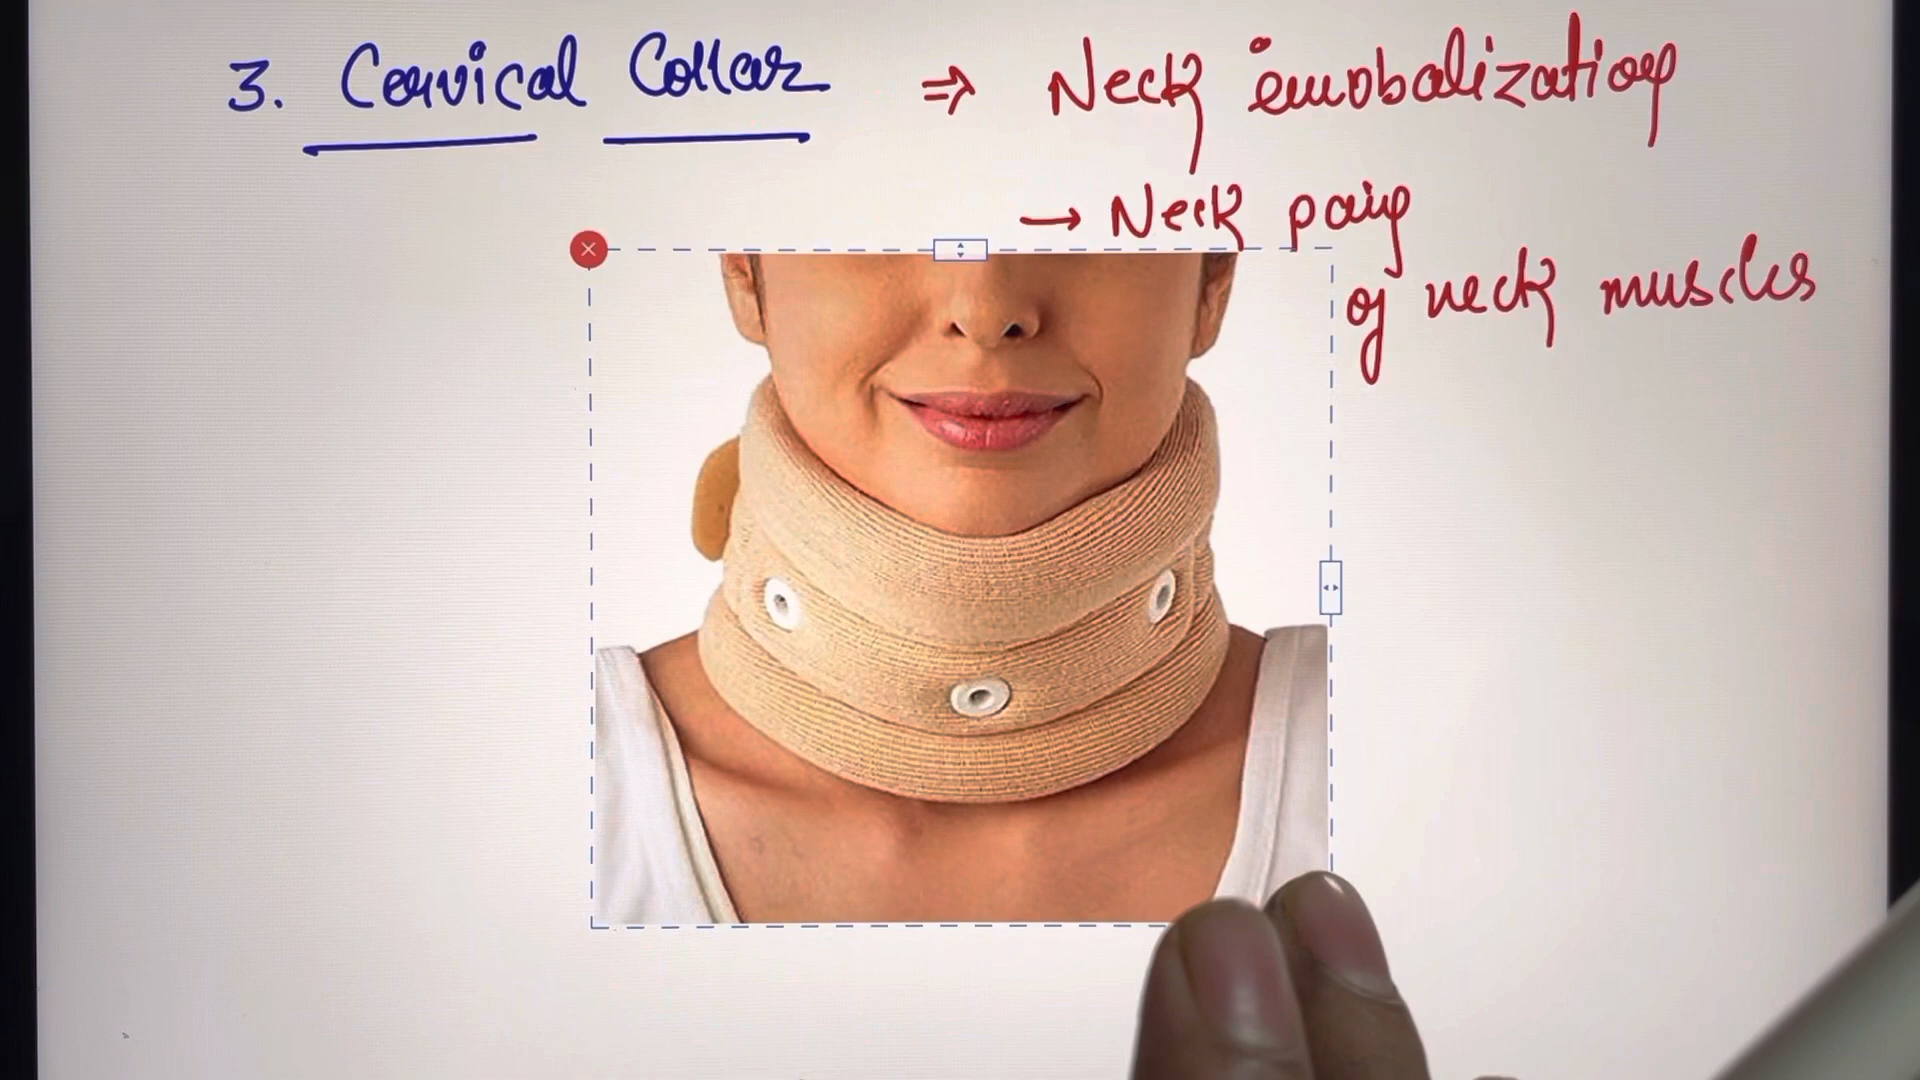 3. Cervical Collar ⇒ Neck imobalization
→ Neck pain
of neck muscles